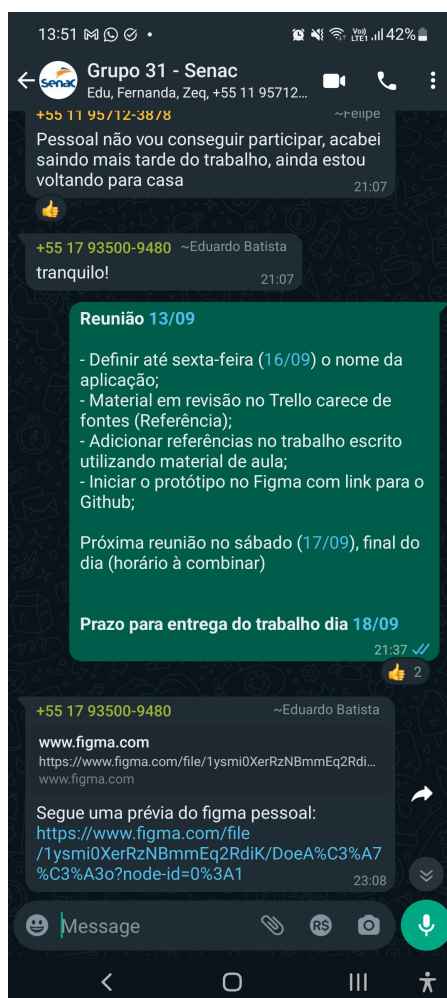 13:51
42%
Senac
Grupo 31 - Senac
Edu, Fernanda, Zeq, +55 11 95712...
+55 11 95712-3878 ~Felipe
Pessoal não vou conseguir participar, acabei
saindo mais tarde do trabalho, ainda estou
voltando para casa
21:07
+55 17 93500-9480 ~Eduardo Batista
tranquilo!
21:07
Reunião 13/09
- Definir até sexta-feira (16/09) o nome da
aplicação;
- Material em revisão no Trello carece de
fontes (Referência);
- Adicionar referências no trabalho escrito
utilizando material de aula;
- Iniciar o protótipo no Figma com link para o
Github;
Próxima reunião no sábado (17/09), final do
dia (horário à combinar)
Prazo para entrega do trabalho dia 18/09
21:37
2
+55 17 93500-9480 ~Eduardo Batista
www.figma.com
https://www.figma.com/file/1ysmi0XerRzNBmmEq2Rdi...
www.figma.com
Segue uma prévia do figma pessoal:
https://www.figma.com/file
/1ysmi0XerRzNBmmEq2RdiK/DoeA%C3%A7
%C3%A3o?node-id=0%3A1
23:08
Message
R$